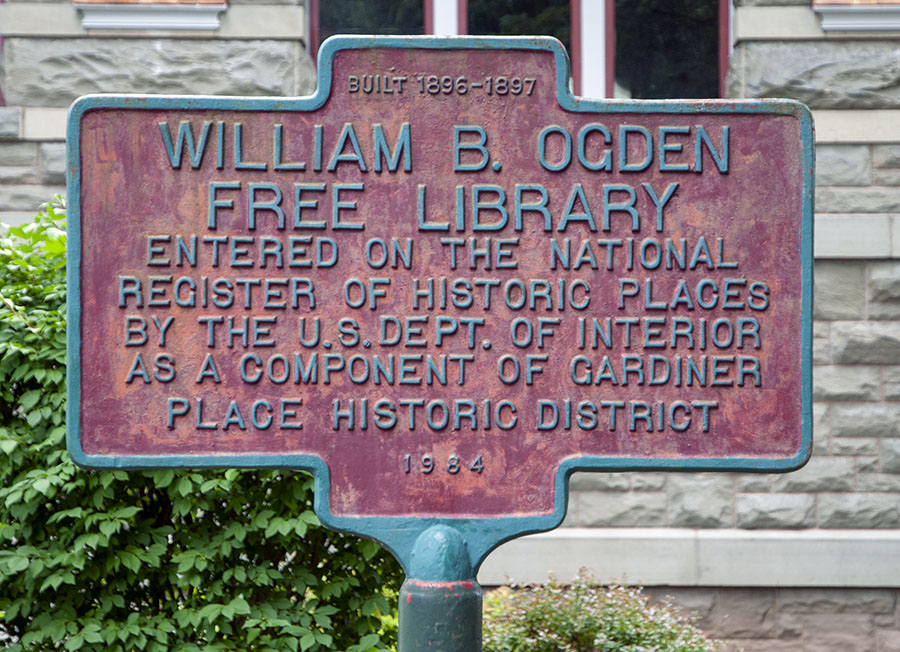 BUILT 1896-1897
WILLIAM B. OGDEN
FREE LIBRARY
ENTERED ON THE NATIONAL
REGISTER OF HISTORIC PLACES
BY THE U.S. DEPT. OF INTERIOR
AS A COMPONENT OF GARDINER
PLACE HISTORIC DISTRICT
1984